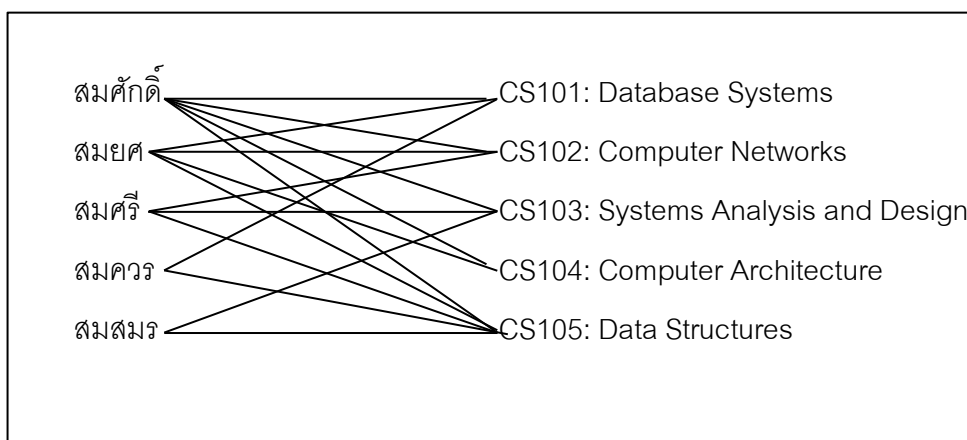 สมศักดิ์ CS101: Database Systems
สมยศ CS102: Computer Networks
สมศรี CS103: Systems Analysis and Design
สมควร CS104: Computer Architecture
สมสมร CS105: Data Structures